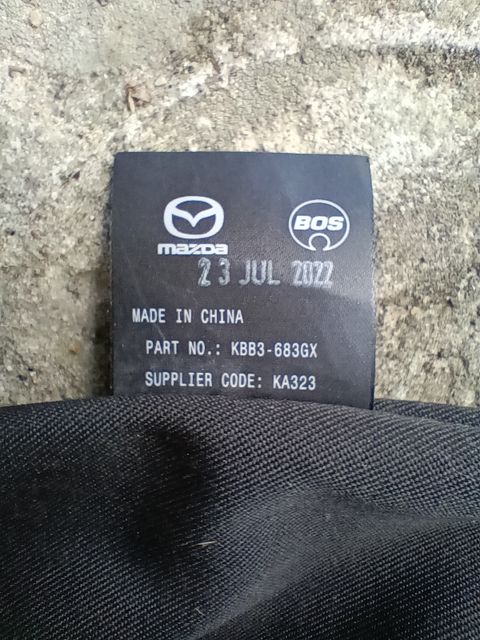 mazda BOS
23 JUL 2022
MADE IN CHINA
PART NO.: KBB3-683GX
SUPPLIER CODE: KA323